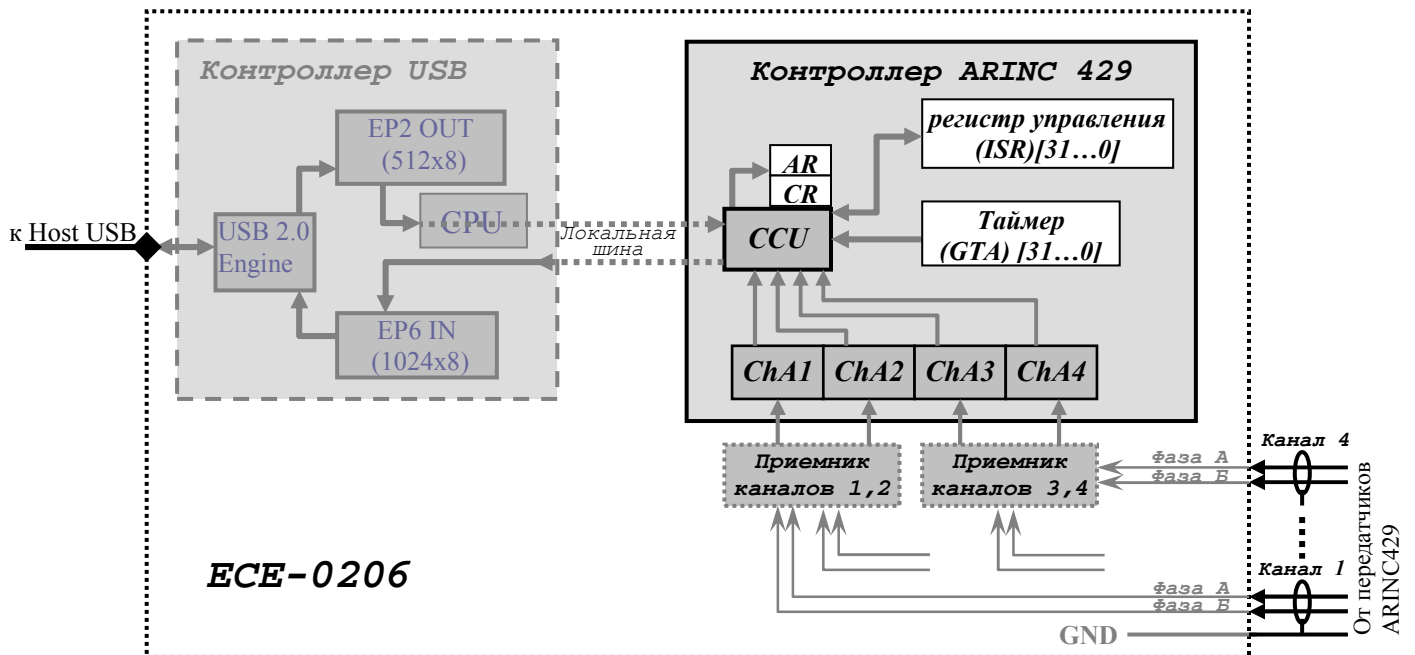 Контроллер USB
EP2 OUT
(512x8)
CPU
к Host USB
USB 2.0
Engine
EP6 IN
(1024x8)
Локальная
шина
Контроллер ARINC 429
регистр управления
(ISR)[31...0]
AR
CR
CCU
Таймер
(GTA) [31...0]
ChA1
ChA2
ChA3
ChA4
Приемник
каналов 1,2
Приемник
каналов 3,4
Фаза А
Фаза Б
Канал 4
ECE-0206
Канал 1
Фаза А
Фаза Б
GND
От передатчиков
ARINC429